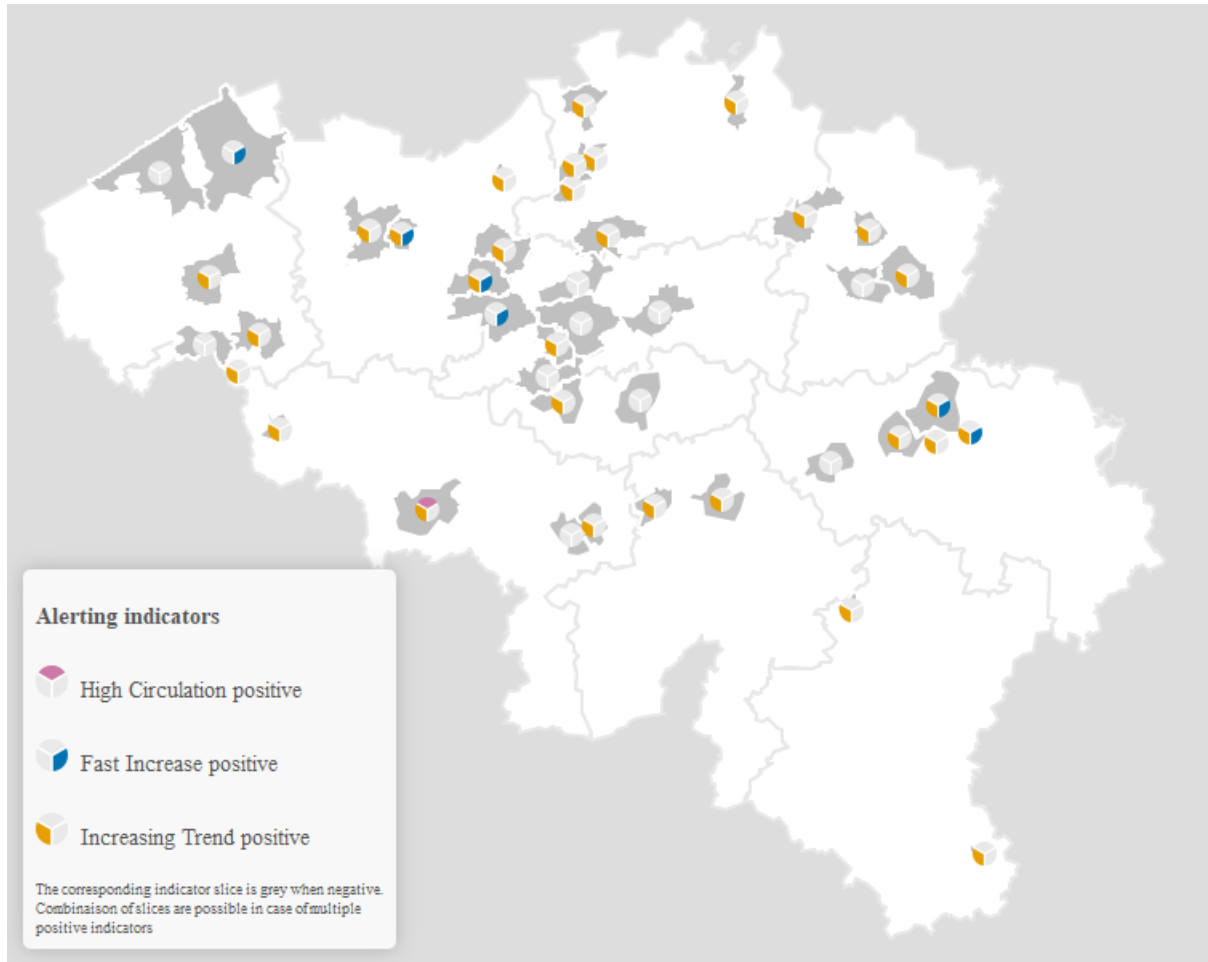 Alerting indicators
High Circulation positive
Fast Increase positive
Increasing Trend positive
The corresponding indicator slice is grey when negative.
Combinaison of slices are possible in case of multiple
positive indicators